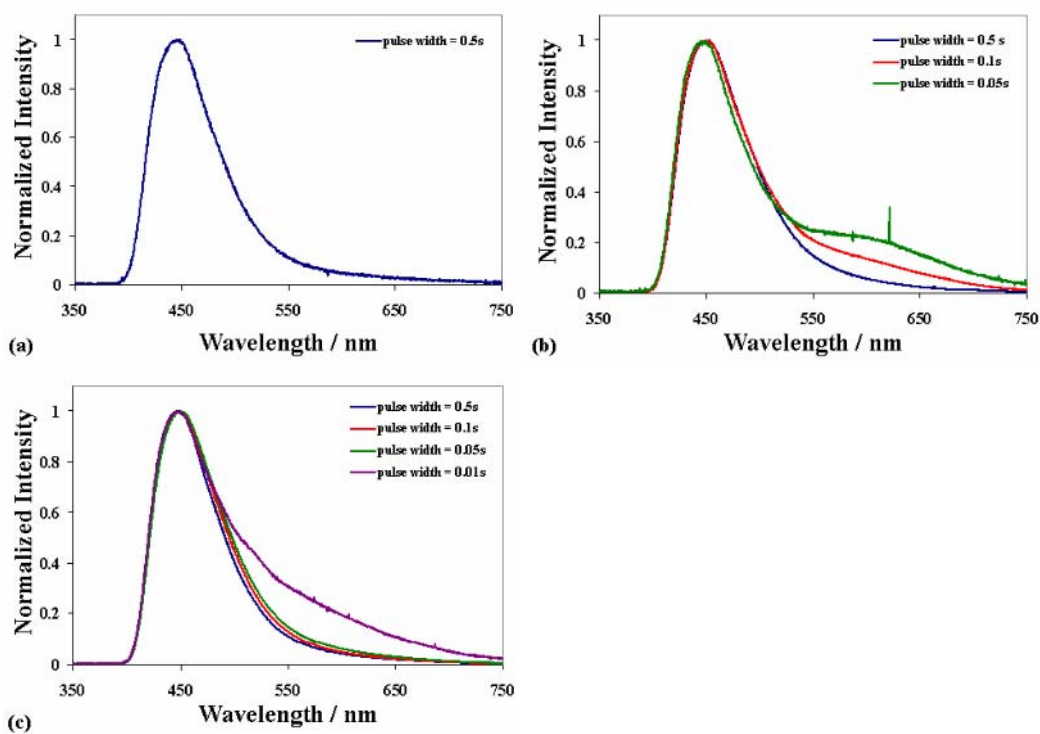 Normalized Intensity
1
0.8
0.6
0.4
0.2
0
350 450 550 650 750
Wavelength / nm
pulse width = 0.5s
(a)
Normalized Intensity
1
0.8
0.6
0.4
0.2
0
350 450 550 650 750
Wavelength / nm
pulse width = 0.5 s
pulse width = 0.1s
pulse width = 0.05s
(b)
Normalized Intensity
1
0.8
0.6
0.4
0.2
0
350 450 550 650 750
Wavelength / nm
pulse width = 0.5s
pulse width = 0.1s
pulse width = 0.05s
pulse width = 0.01s
(c)